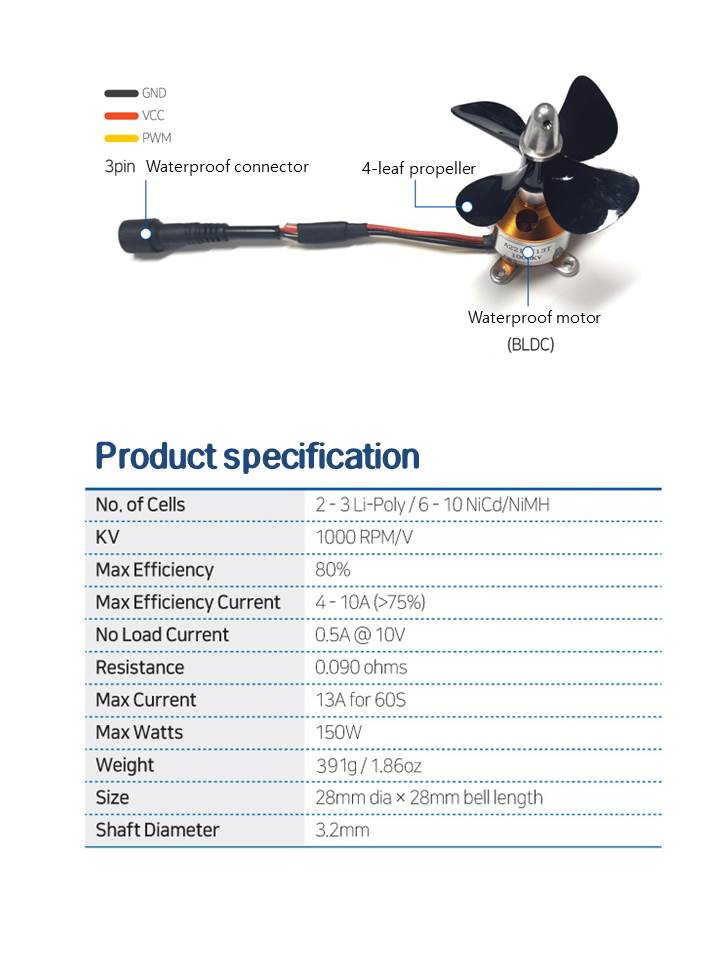 GND
VCC
PWM
3pin Waterproof connector
4-leaf propeller
1000KV
Waterproof motor
(BLDC)
Product specification
No. of Cells 2 - 3 Li-Poly / 6 - 10 NiCd/NiMH
KV 1000 RPM/V
Max Efficiency 80%
Max Efficiency Current 4 - 10A (>75%)
No Load Current 0.5A @ 10V
Resistance 0.090 ohms
Max Current 13A for 60S
Max Watts 150W
Weight 391g / 1.86oz
Size 28mm dia × 28mm bell length
Shaft Diameter 3.2mm